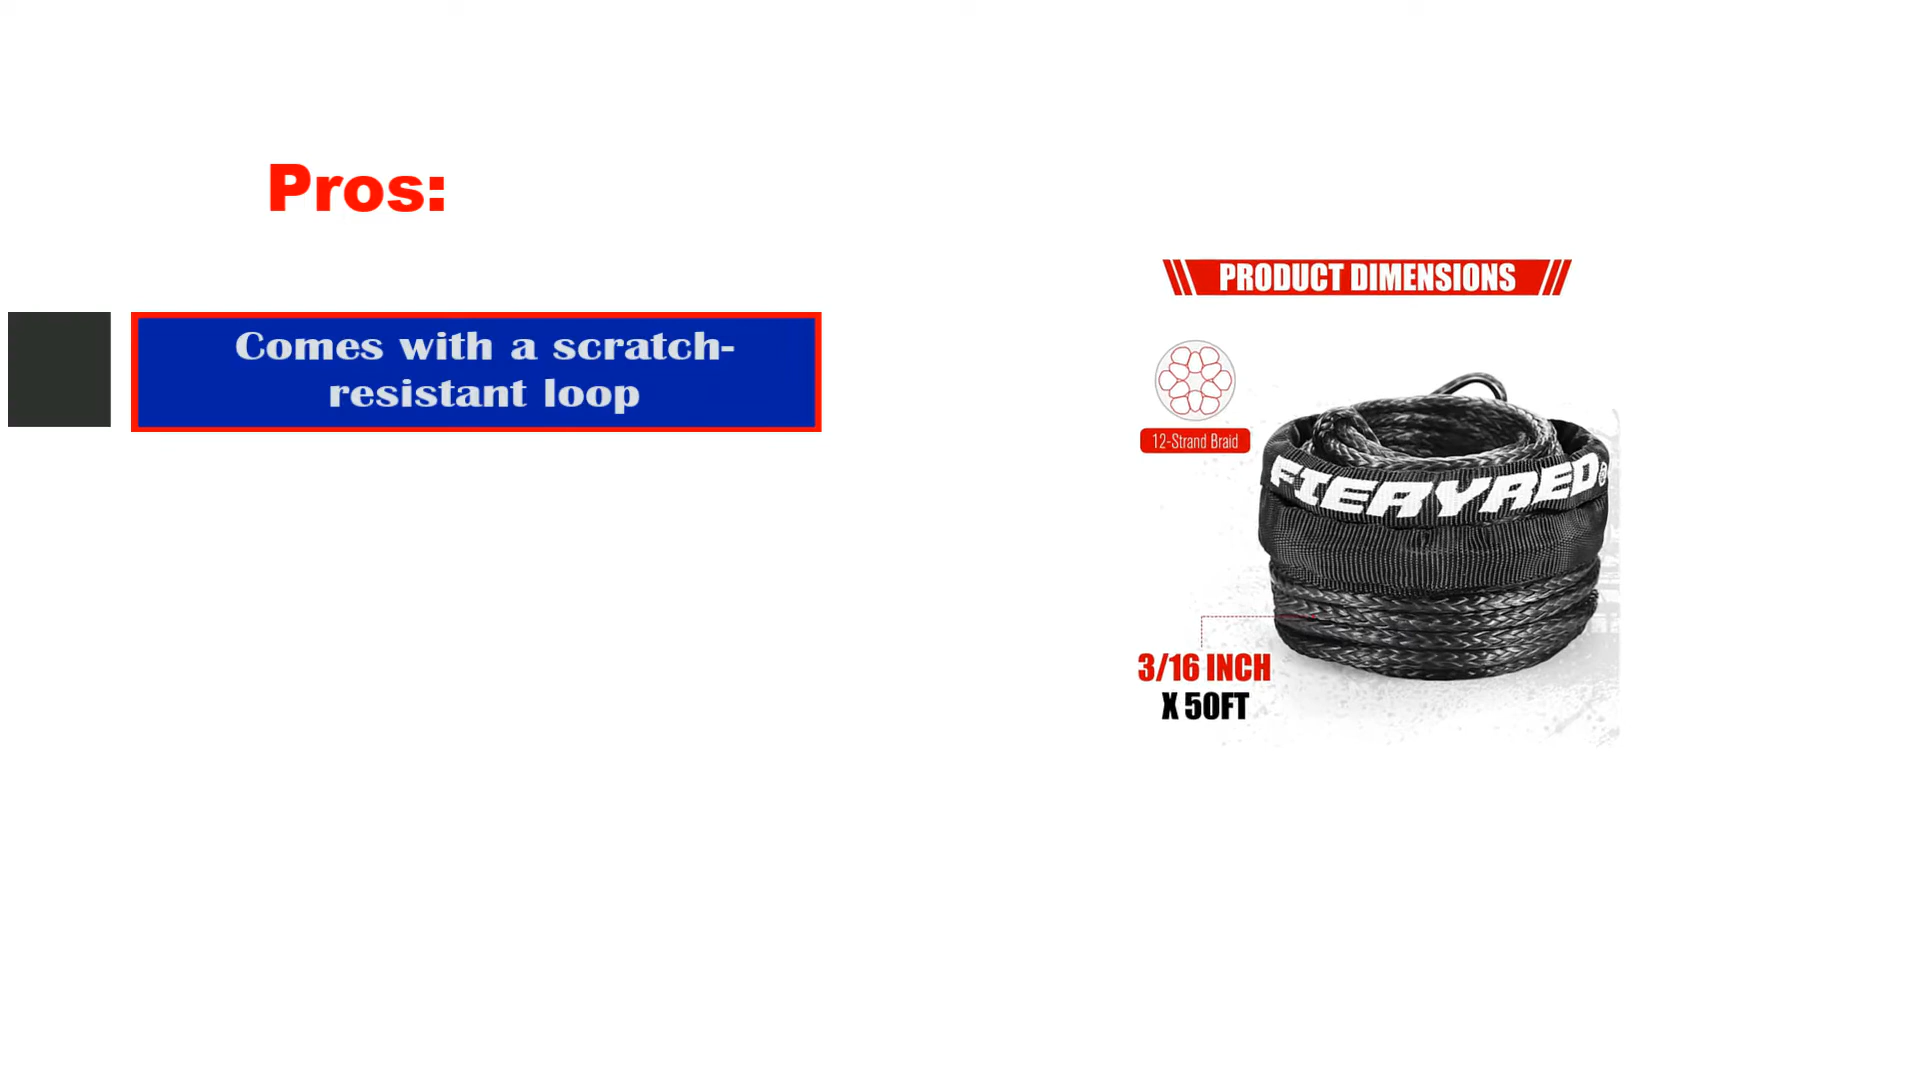 Pros:
Comes with a scratch-
resistant loop
PRODUCT DIMENSIONS
12-Strand Braid
FIERYRED®
3/16 INCH
X 50FT